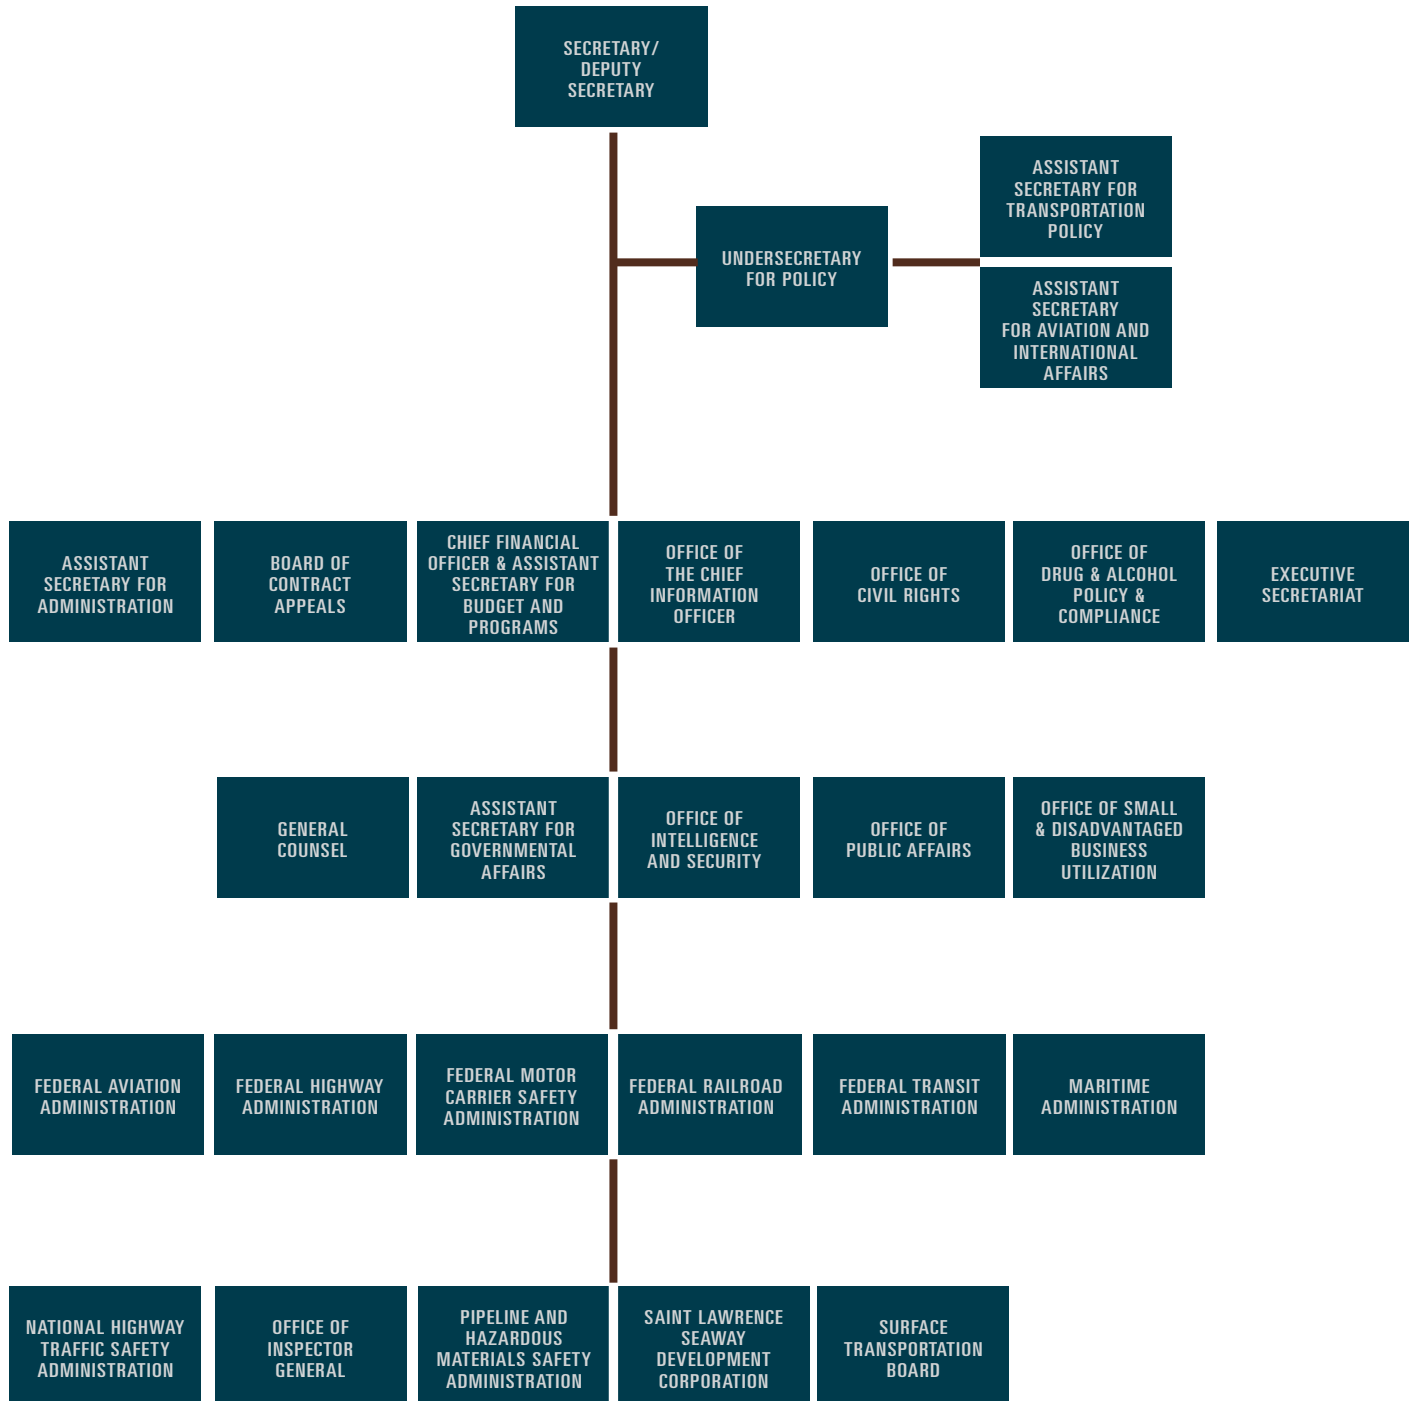 SECRETARY/
DEPUTY
SECRETARY
ASSISTANT
SECRETARY FOR
TRANSPORTATION
POLICY
UNDERSECRETARY
FOR POLICY
ASSISTANT
SECRETARY
FOR AVIATION AND
INTERNATIONAL
AFFAIRS
ASSISTANT
SECRETARY FOR
ADMINISTRATION
BOARD OF
CONTRACT
APPEALS
CHIEF FINANCIAL
OFFICER & ASSISTANT
SECRETARY FOR
BUDGET AND
PROGRAMS
OFFICE OF
THE CHIEF
INFORMATION
OFFICER
OFFICE OF
CIVIL RIGHTS
OFFICE OF
DRUG & ALCOHOL
POLICY &
COMPLIANCE
EXECUTIVE
SECRETARIAT
GENERAL
COUNSEL
ASSISTANT
SECRETARY FOR
GOVERNMENTAL
AFFAIRS
OFFICE OF
INTELLIGENCE
AND SECURITY
OFFICE OF
PUBLIC AFFAIRS
OFFICE OF SMALL
& DISADVANTAGED
BUSINESS
UTILIZATION
FEDERAL AVIATION
ADMINISTRATION
FEDERAL HIGHWAY
ADMINISTRATION
FEDERAL MOTOR
CARRIER SAFETY
ADMINISTRATION
FEDERAL RAILROAD
ADMINISTRATION
FEDERAL TRANSIT
ADMINISTRATION
MARITIME
ADMINISTRATION
NATIONAL HIGHWAY
TRAFFIC SAFETY
ADMINISTRATION
OFFICE OF
INSPECTOR
GENERAL
PIPELINE AND
HAZARDOUS
MATERIALS SAFETY
ADMINISTRATION
SAINT LAWRENCE
SEAWAY
DEVELOPMENT
CORPORATION
SURFACE
TRANSPORTATION
BOARD